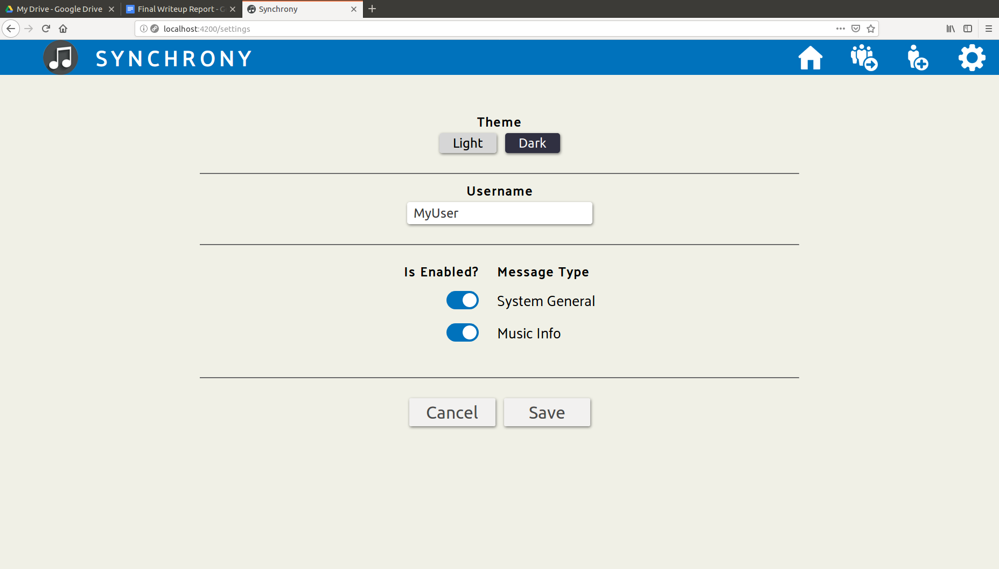 My Drive - Google Drive
Final Writeup Report - G
Synchrony
localhost:4200/settings
SYNCHRONY
Theme
Light Dark
Username
MyUser
Is Enabled? Message Type
System General
Music Info
Cancel Save